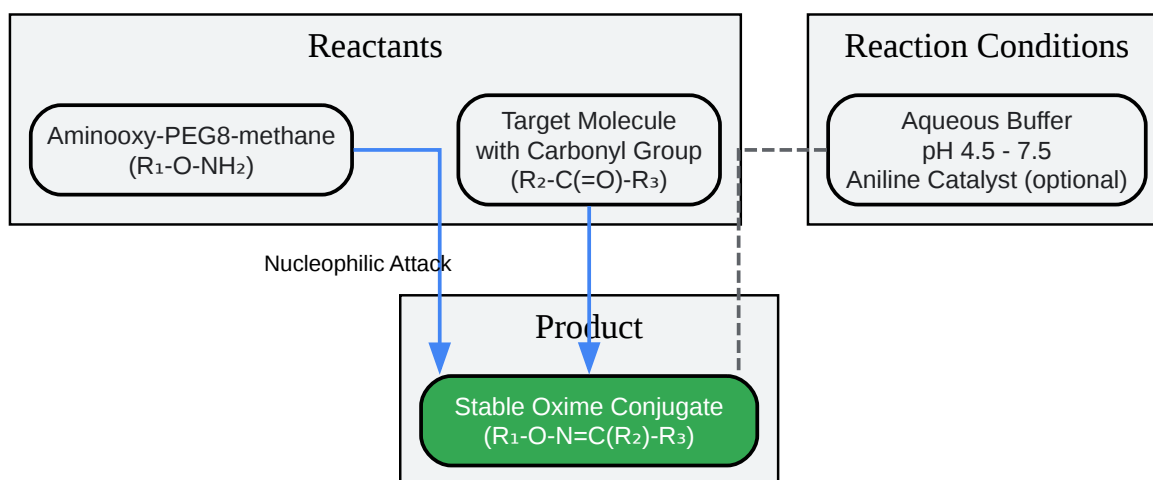 Reactants
Aminooxy-PEG8-methane
(R₁-O-NH₂)
Target Molecule
with Carbonyl Group
(R₂-C(=O)-R₃)
Reaction Conditions
Aqueous Buffer
pH 4.5 - 7.5
Aniline Catalyst (optional)
Nucleophilic Attack
Product
Stable Oxime Conjugate
(R₁-O-N=C(R₂)-R₃)